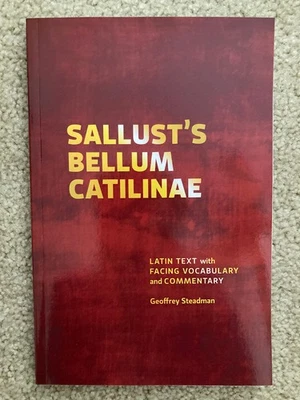 SALLUST'S
BELLUM
CATILINAE
LATIN TEXT with
FACING VOCABULARY
and COMMENTARY
Geoffrey Steadman